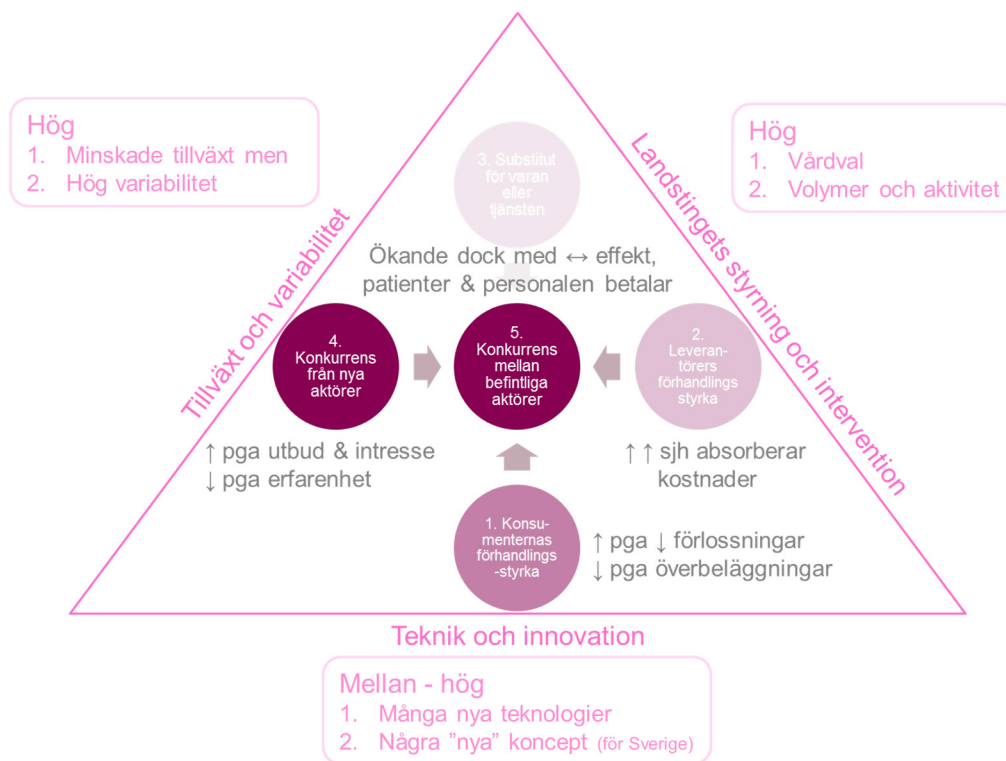 Hög
1. Minskade tillväxt men
2. Hög variabilitet
Hög
1. Vårdval
2. Volymer och aktivitet
Tillväxt och variabilitet
Landstingets styrning och intervention
3. Substitut
för varan
eller
tjänsten
Ökande dock med ↔ effekt,
patienter & personalen betalar
4.
Konkurrens
från nya
aktörer
5.
Konkurrens
mellan
befintliga
aktörer
2.
Leveran-
törers
förhandlings
styrka
↑ pga utbud & intresse
↓ pga erfarenhet
↑ ↑ sjh absorberar
kostnader
1. Konsu-
menternas
förhandlings
-styrka
↑ pga ↓ förlossningar
↓ pga överbeläggningar
Teknik och innovation
Mellan - hög
1. Många nya teknologier
2. Några "nya" koncept (för Sverige)